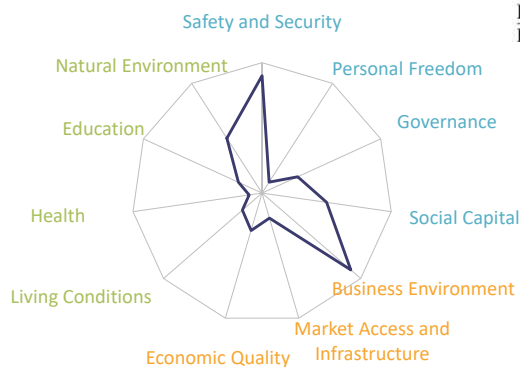 Safety and Security
Natural Environment
Personal Freedom
Education
Governance
Health
Social Capital
Living Conditions
Business Environment
Market Access and
Infrastructure
Economic Quality